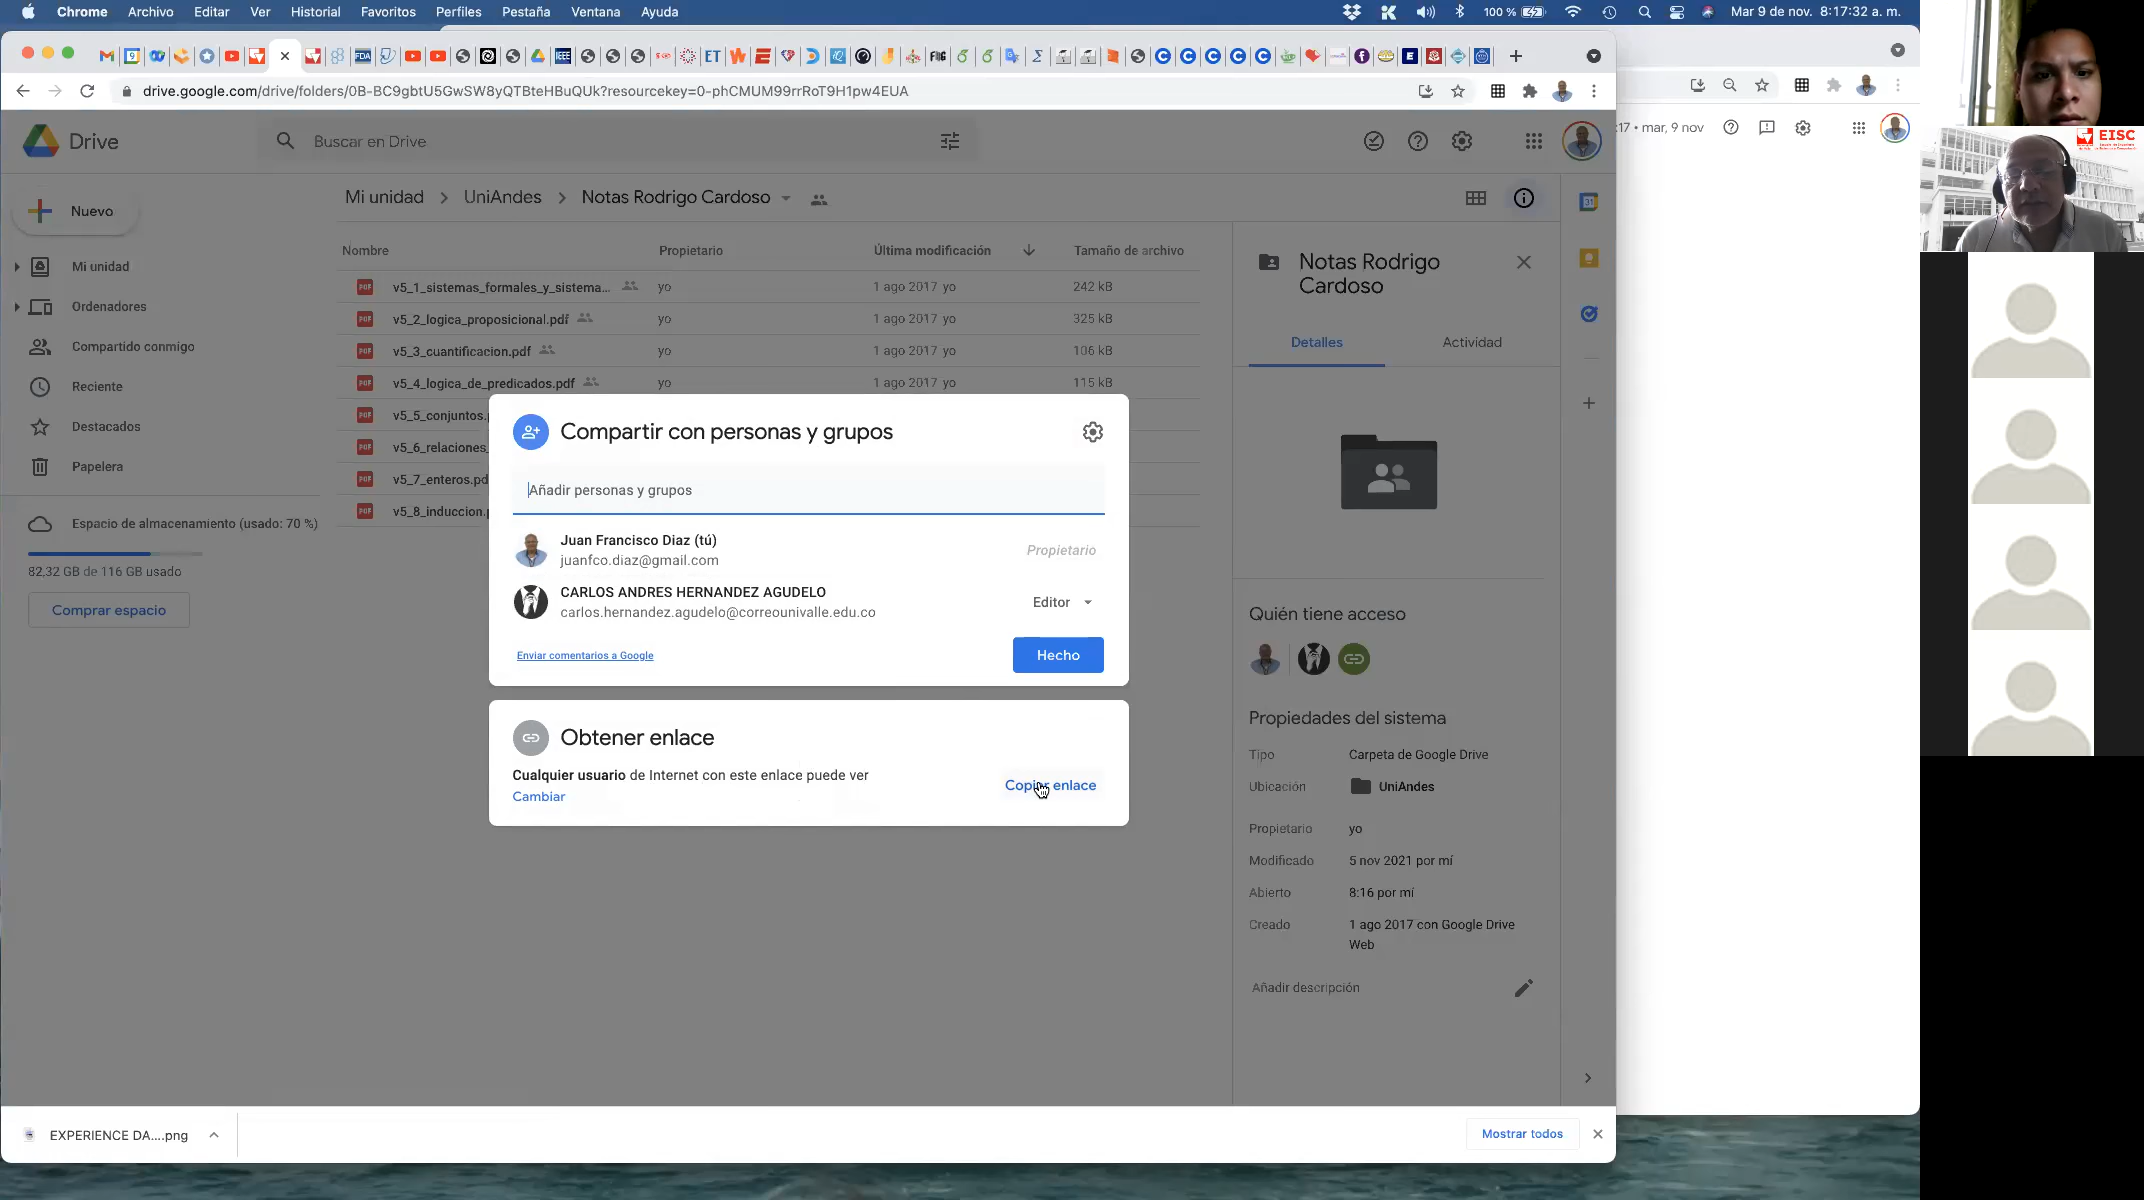 Chrome Archivo Editar Ver Historial Favoritos Perfiles Pestaña Ventana Ayuda 100 % Mar 9 de nov. 8:17:32 a. m.
drive.google.com/drive/folders/0B-BC9gbtU5GwSW8yQTBteHBuQUk?resourcekey=0-phCMUM99rrRoT9H1pw4EUA
Drive
Buscar en Drive
:17 • mar, 9 nov
EISC
Nuevo
Mi unidad
Ordenadores
Compartido conmigo
Reciente
Destacados
Papelera
Espacio de almacenamiento (usado: 70 %)
82,32 GB de 116 GB usado
Comprar espacio
Mi unidad > UniAndes > Notas Rodrigo Cardoso
Nombre Propietario Última modificación Tamaño de archivo
v5_1_sistemas_formales_y_sistema... yo 1 ago 2017 yo 242 kB
v5_2_logica_proposicional.pdf yo 1 ago 2017 yo 325 kB
v5_3_cuantificacion.pdf yo 1 ago 2017 yo 106 kB
v5_4_logica_de_predicados.pdf yo 1 ago 2017 yo 115 kB
v5_5_conjuntos.
v5_6_relaciones_
v5_7_enteros.pd
v5_8_induccion.
Compartir con personas y grupos
Añadir personas y grupos
Juan Francisco Diaz (tú)
juanfco.diaz@gmail.com
Propietario
CARLOS ANDRES HERNANDEZ AGUDELO
carlos.hernandez.agudelo@correounivalle.edu.co
Editor
Enviar comentarios a Google
Hecho
Obtener enlace
Cualquier usuario de Internet con este enlace puede ver
Cambiar
Copiar enlace
Notas Rodrigo
Cardoso
Detalles Actividad
Quién tiene acceso
Propiedades del sistema
Tipo Carpeta de Google Drive
Ubicación UniAndes
Propietario yo
Modificado 5 nov 2021 por mí
Abierto 8:16 por mí
Creado 1 ago 2017 con Google Drive
Web
Añadir descripción
EXPERIENCE DA....png
Mostrar todos